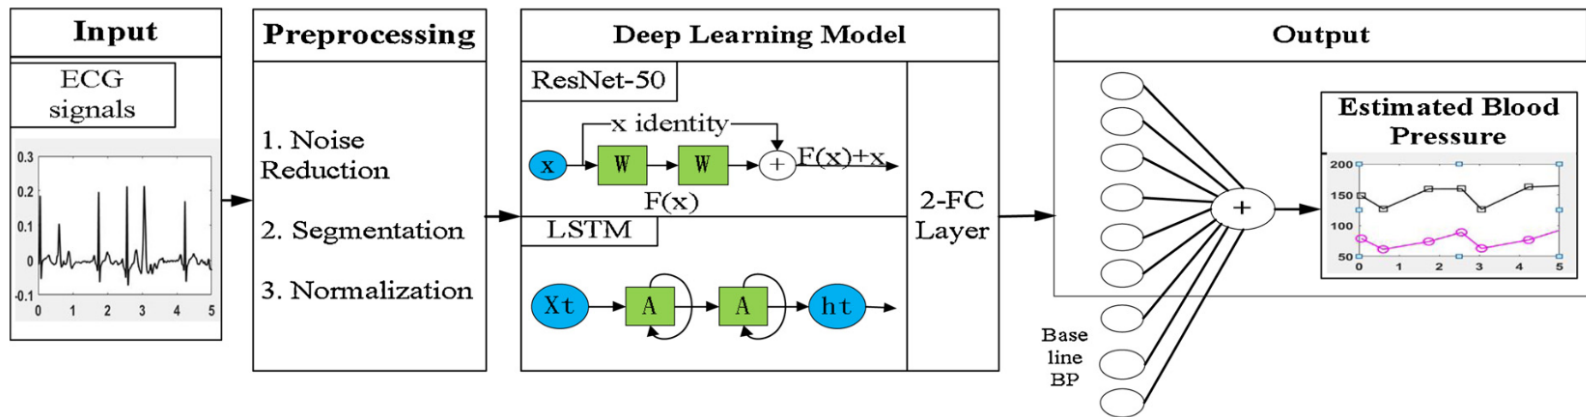 Input
ECG
signals
0.3
0.2
0.1
0
-0.1
0 1 2 3 4 5
Preprocessing
1. Noise
Reduction
2. Segmentation
3. Normalization
Deep Learning Model
ResNet-50
x identity
x W W + F(x)+x
F(x)
LSTM
Xt A A ht
2-FC
Layer
Output
+
Base
line
BP
Estimated Blood
Pressure
200
150
100
50
0 1 2 3 4 5